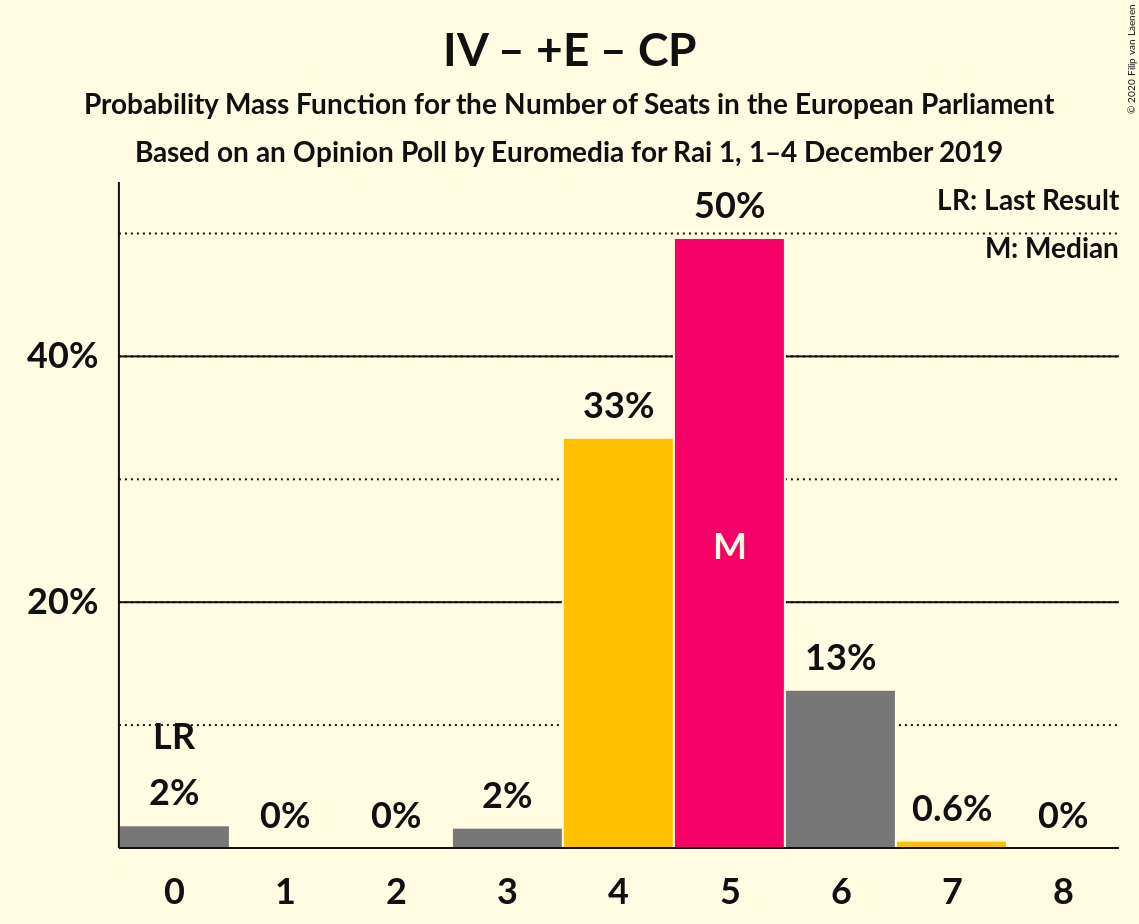 IV – +E – CP
Probability Mass Function for the Number of Seats in the European Parliament
Based on an Opinion Poll by Euromedia for Rai 1, 1–4 December 2019
© 2020 Filip van Laenen
LR: Last Result
M: Median
50%
40%
33%
M
20%
13%
LR
2%
0%
0%
2%
0.6%
0%
0 1 2 3 4 5 6 7 8